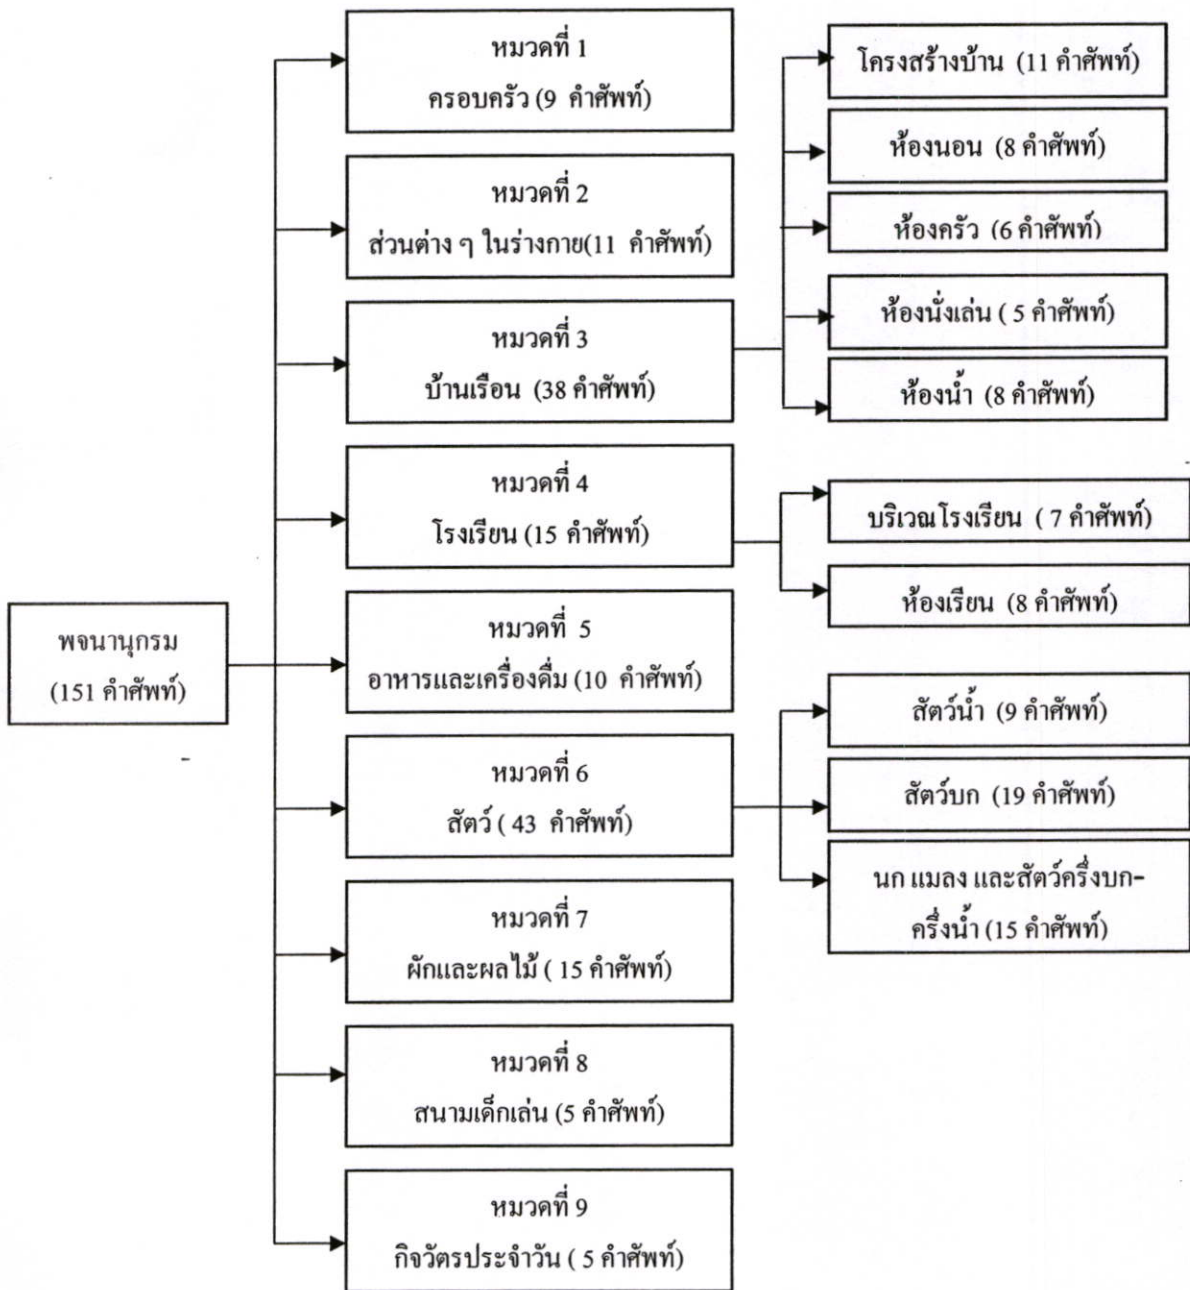 พจนานุกรม
(151 คำศัพท์)
หมวดที่ 1
ครอบครัว (9 คำศัพท์)
หมวดที่ 2
ส่วนต่าง ๆ ในร่างกาย(11 คำศัพท์)
หมวดที่ 3
บ้านเรือน (38 คำศัพท์)
โครงสร้างบ้าน (11 คำศัพท์)
ห้องนอน (8 คำศัพท์)
ห้องครัว (6 คำศัพท์)
ห้องนั่งเล่น ( 5 คำศัพท์)
ห้องน้ำ (8 คำศัพท์)
หมวดที่ 4
โรงเรียน (15 คำศัพท์)
บริเวณโรงเรียน ( 7 คำศัพท์)
ห้องเรียน (8 คำศัพท์)
หมวดที่ 5
อาหารและเครื่องดื่ม (10 คำศัพท์)
หมวดที่ 6
สัตว์ ( 43 คำศัพท์)
สัตว์น้ำ (9 คำศัพท์)
สัตว์บก (19 คำศัพท์)
นก แมลง และสัตว์ครึ่งบก-
ครึ่งน้ำ (15 คำศัพท์)
หมวดที่ 7
ผักและผลไม้ ( 15 คำศัพท์)
หมวดที่ 8
สนามเด็กเล่น (5 คำศัพท์)
หมวดที่ 9
กิจวัตรประจำวัน ( 5 คำศัพท์)